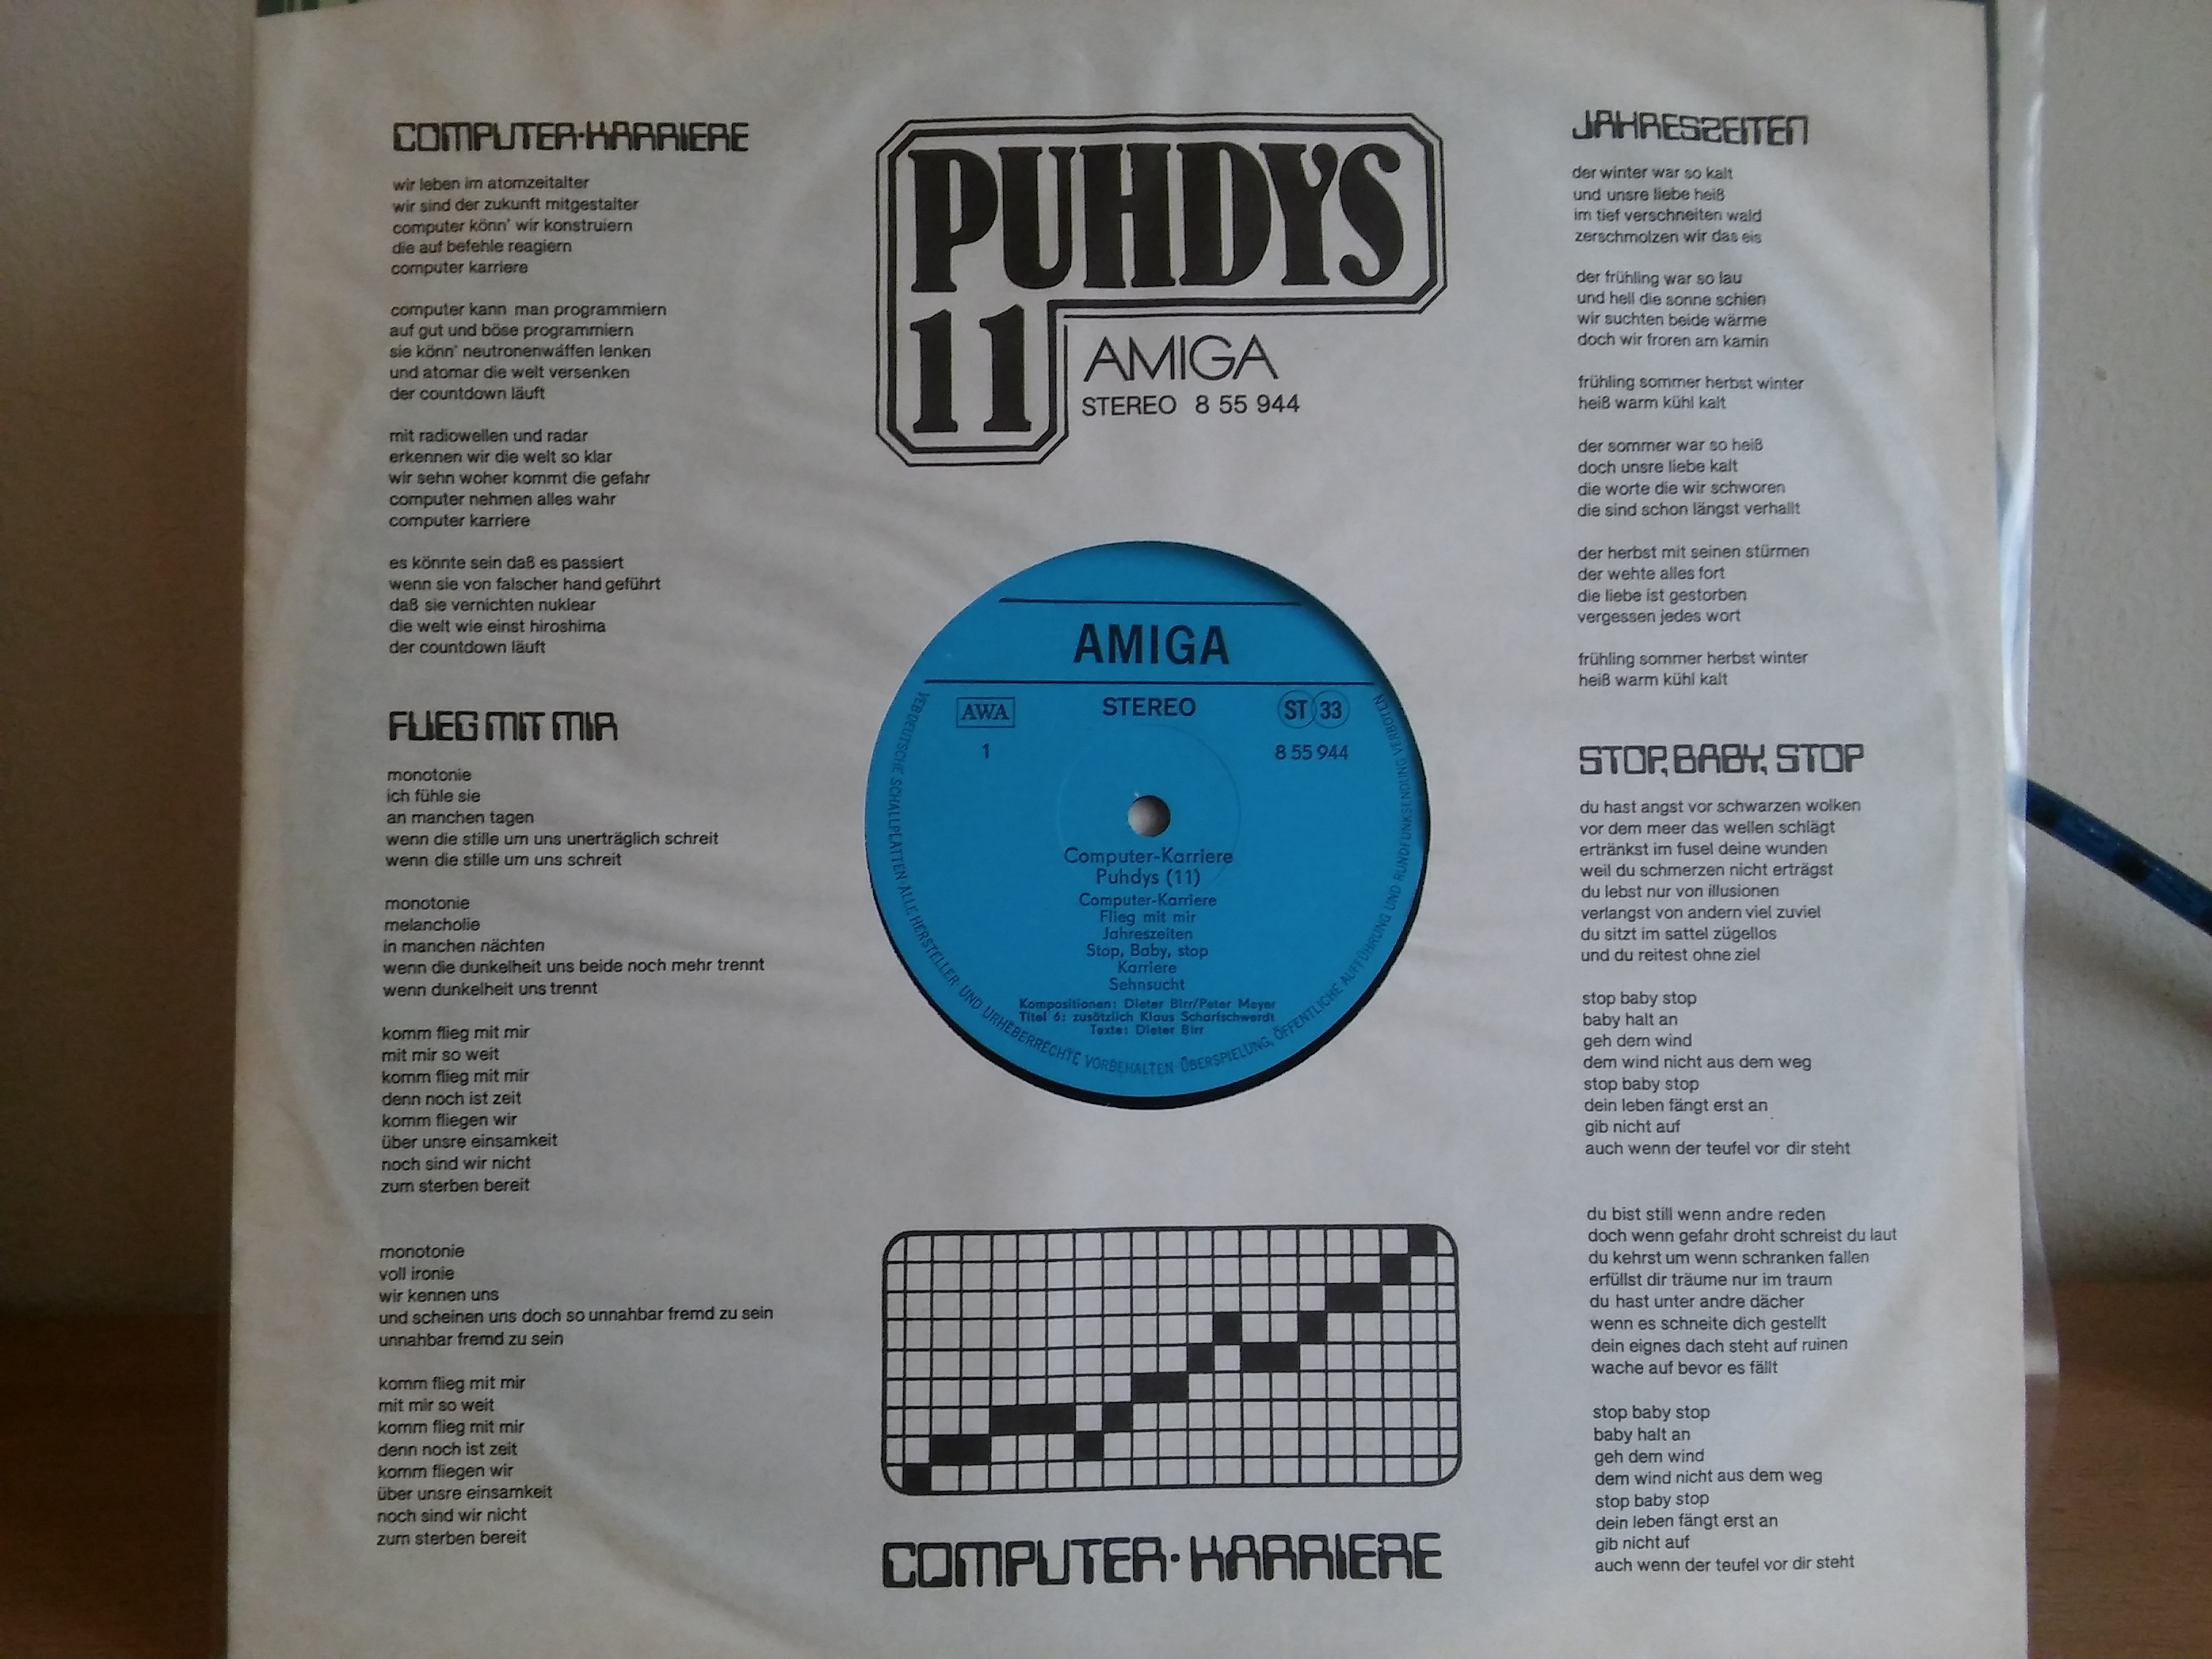 COMPUTER-KARRIERE
wir leben im atomzeitalter
wir sind der zukunft mitgestalter
computer könn' wir konstruiern
die auf befehle reagiern
computer karriere
computer kann man programmiern
auf gut und böse programmiern
sie könn' neutronenwaffen lenken
und atomar die welt versenken
der countdown läuft
mit radiowellen und radar
erkennen wir die welt so klar
wir sehn woher kommt die gefahr
computer nehmen alles wahr
computer karriere
es könnte sein daß es passiert
wenn sie von falscher hand geführt
daß sie vernichten nuklear
die welt wie einst hiroshima
der countdown läuft
FLIEG MIT MIR
monotonie
ich fühle sie
an manchen tagen
wenn die stille um uns unerträglich schreit
wenn die stille um uns schreit
monotonie
melancholie
in manchen nächten
wenn die dunkelheit uns beide noch mehr trennt
wenn dunkelheit uns trennt
komm flieg mit mir
mit mir so weit
komm flieg mit mir
denn noch ist zeit
komm fliegen wir
über unsre einsamkeit
noch sind wir nicht
zum sterben bereit
monotonie
voll ironie
wir kennen uns
und scheinen uns doch so unnahbar fremd zu sein
unnahbar fremd zu sein
komm flieg mit mir
mit mir so weit
komm flieg mit mir
denn noch ist zeit
komm fliegen wir
über unsre einsamkeit
noch sind wir nicht
zum sterben bereit
PUHDYS
11
AMIGA
STEREO 8 55 944
AMIGA
AWA
STEREO
ST 33
1
8 55 944
Computer-Karriere
Puhdys (11)
Computer-Karriere
Flieg mit mir
Jahreszeiten
Stop, Baby, stop
Karriere
Sehnsucht
Kompositionen: Dieter Birr/Peter Meyer
Titel 6: zusätzlich Klaus Scharfschwerdt
Texte: Dieter Birr
VEB DEUTSCHE SCHALLPLATTEN · ALLE HERSTELLER- UND URHEBERRECHTE VORBEHALTEN · ÜBERSPIELUNG, ÖFFENTLICHE AUFFÜHRUNG UND RUNDFUNKSENDUNG VERBOTEN
COMPUTER-KARRIERE
JAHRESZEITEN
der winter war so kalt
und unsre liebe heiß
im tief verschneiten wald
zerschmolzen wir das eis
der frühling war so lau
und hell die sonne schien
wir suchten beide wärme
doch wir froren am kamin
frühling sommer herbst winter
heiß warm kühl kalt
der sommer war so heiß
doch unsre liebe kalt
die worte die wir schworen
die sind schon längst verhallt
der herbst mit seinen stürmen
der wehte alles fort
die liebe ist gestorben
vergessen jedes wort
frühling sommer herbst winter
heiß warm kühl kalt
STOP, BABY, STOP
du hast angst vor schwarzen wolken
vor dem meer das wellen schlägt
ertränkst im fusel deine wunden
weil du schmerzen nicht erträgst
du lebst nur von illusionen
verlangst von andern viel zuviel
du sitzt im sattel zügellos
und du reitest ohne ziel
stop baby stop
baby halt an
geh dem wind
dem wind nicht aus dem weg
stop baby stop
dein leben fängt erst an
gib nicht auf
auch wenn der teufel vor dir steht
du bist still wenn andre reden
doch wenn gefahr droht schreist du laut
du kehrst um wenn schranken fallen
erfüllst dir träume nur im traum
du hast unter andre dächer
wenn es schneite dich gestellt
dein eignes dach steht auf ruinen
wache auf bevor es fällt
stop baby stop
baby halt an
geh dem wind
dem wind nicht aus dem weg
stop baby stop
dein leben fängt erst an
gib nicht auf
auch wenn der teufel vor dir steht